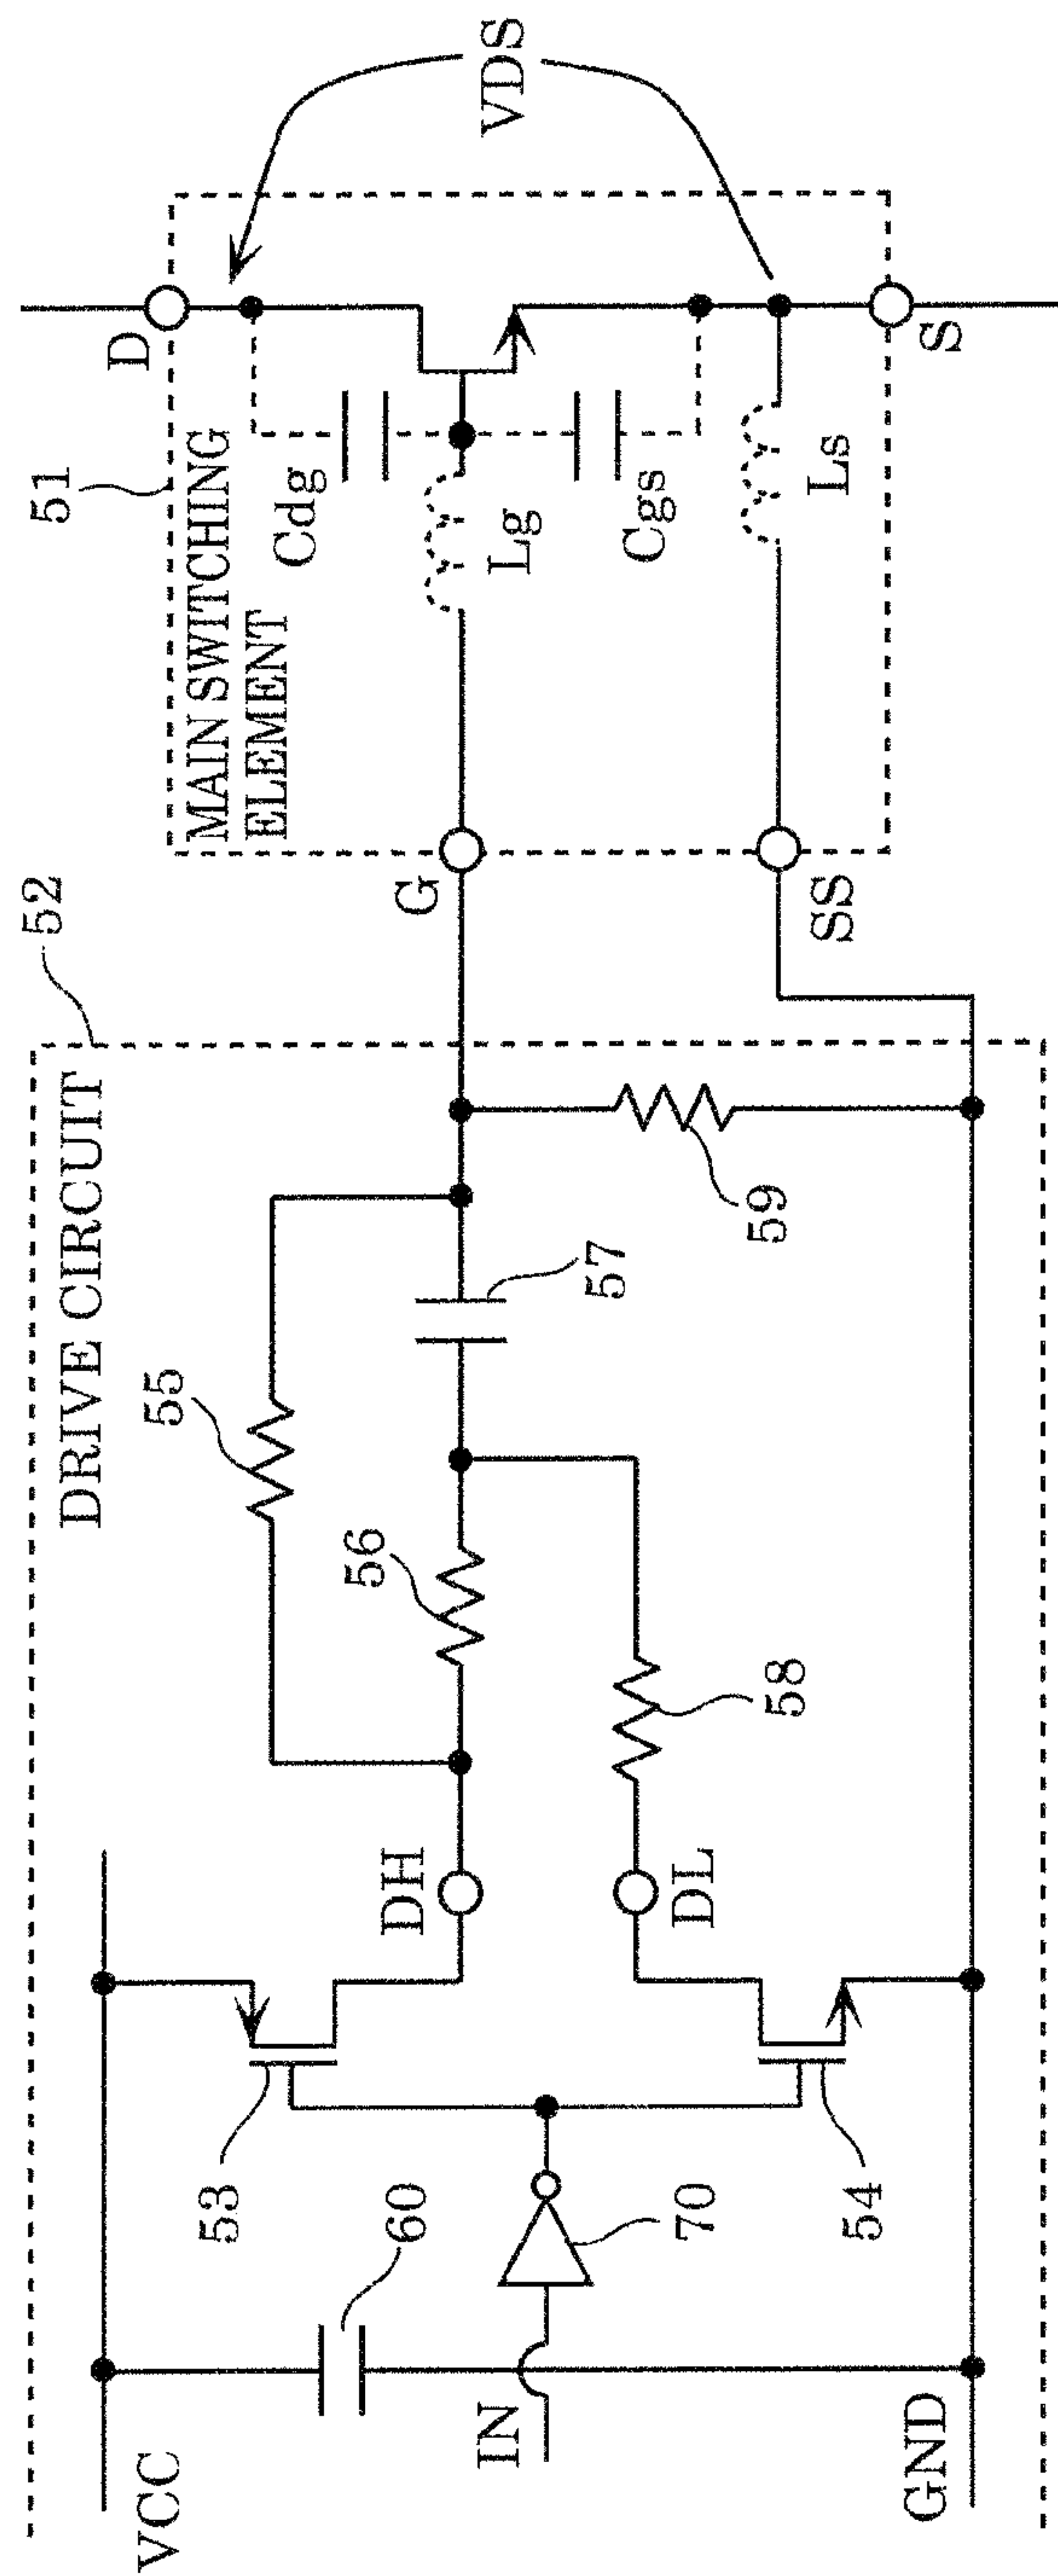 DRIVE CIRCUIT
52
51
MAIN SWITCHING
ELEMENT
D
VDS
VCC
53
60
IN
70
54
GND
DH
DL
55
56
57
58
59
G
SS
Cdg
Lg
Cgs
Ls
S